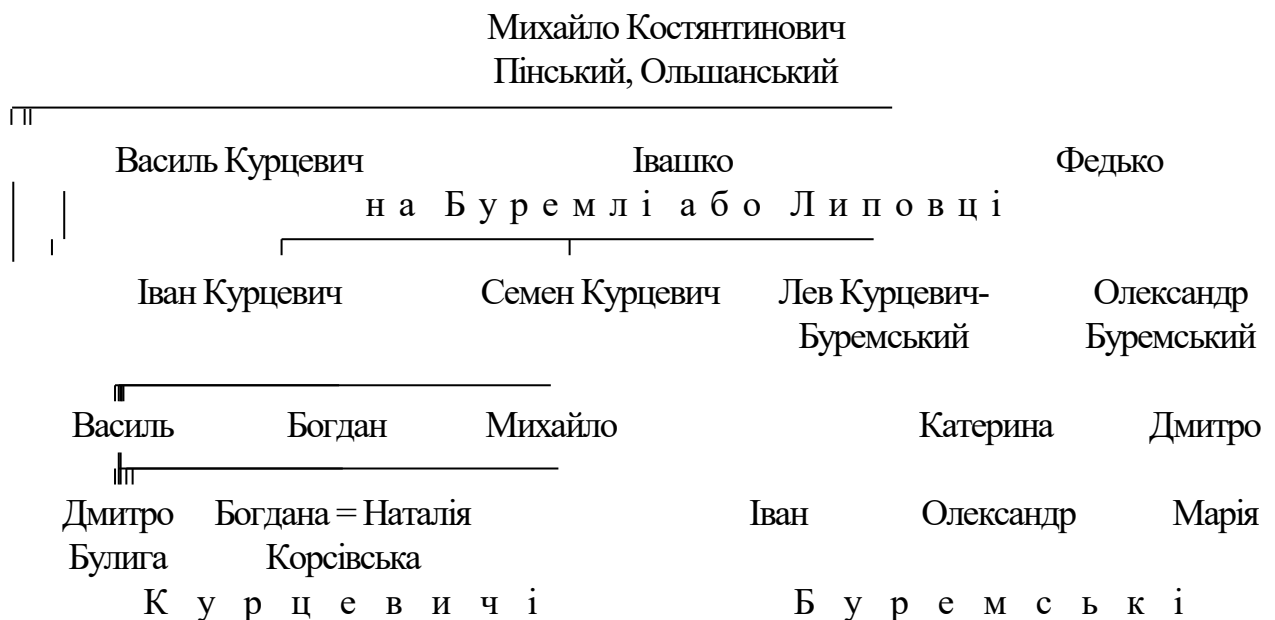 Михайло Костянтинович
Пінський, Ольшанський
Василь Курцевич Івашко Федько
на Буремлі або Липовці
Іван Курцевич Семен Курцевич Лев Курцевич- Олександр
Буремський Буремський
Василь Богдан Михайло Катерина Дмитро
Дмитро Богдана = Наталія Іван Олександр Марія
Булига Корсівська
Курцевичі Буремські